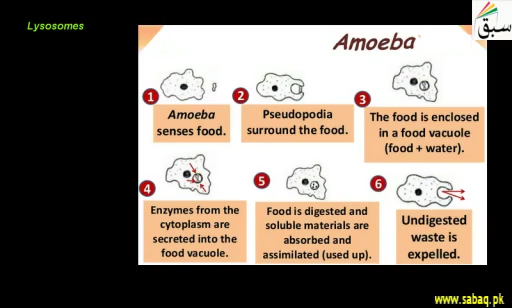 Lysosomes
سبق
Amoeba
1
Amoeba
senses food.
2
Pseudopodia
surround the food.
3
The food is enclosed
in a food vacuole
(food + water).
4
Enzymes from the
cytoplasm are
secreted into the
food vacuole.
5
Food is digested and
soluble materials are
absorbed and
assimilated (used up).
6
Undigested
waste is
expelled.
www.sabaq.pk